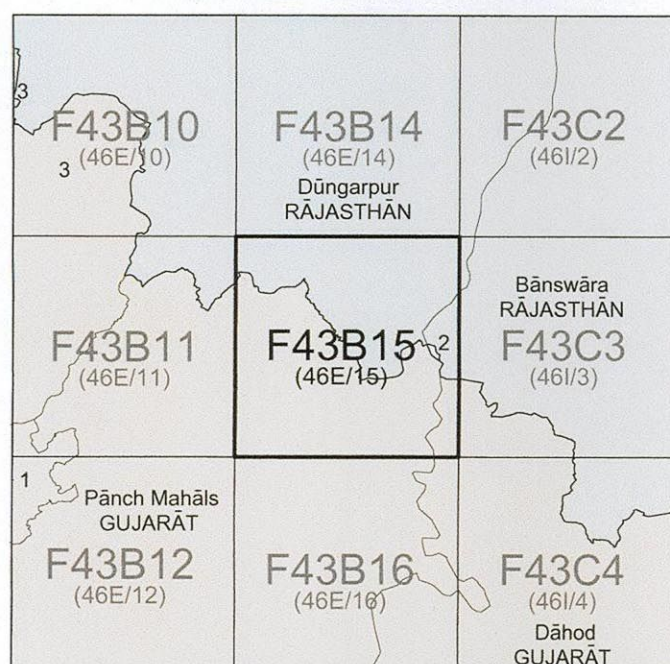 3
F43B10
(46E/10)
3
F43B14
(46E/14)
Dūngarpur
RĀJASTHĀN
F43C2
(46I/2)
F43B11
(46E/11)
F43B15
(46E/15)
2
Bānswāra
RĀJASTHĀN
F43C3
(46I/3)
1
Pānch Mahāls
GUJARĀT
F43B12
(46E/12)
F43B16
(46E/16)
F43C4
(46I/4)
Dāhod
GUJARĀT